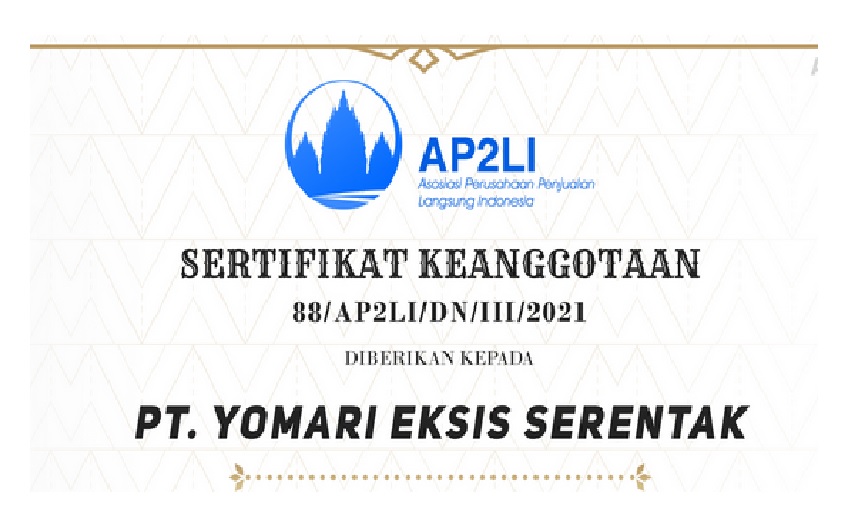 AP2LI
Asosiasi Perusahaan Penjualan
Langsung Indonesia
SERTIFIKAT KEANGGOTAAN
88/AP2LI/DN/III/2021
DIBERIKAN KEPADA
PT. YOMARI EKSIS SERENTAK